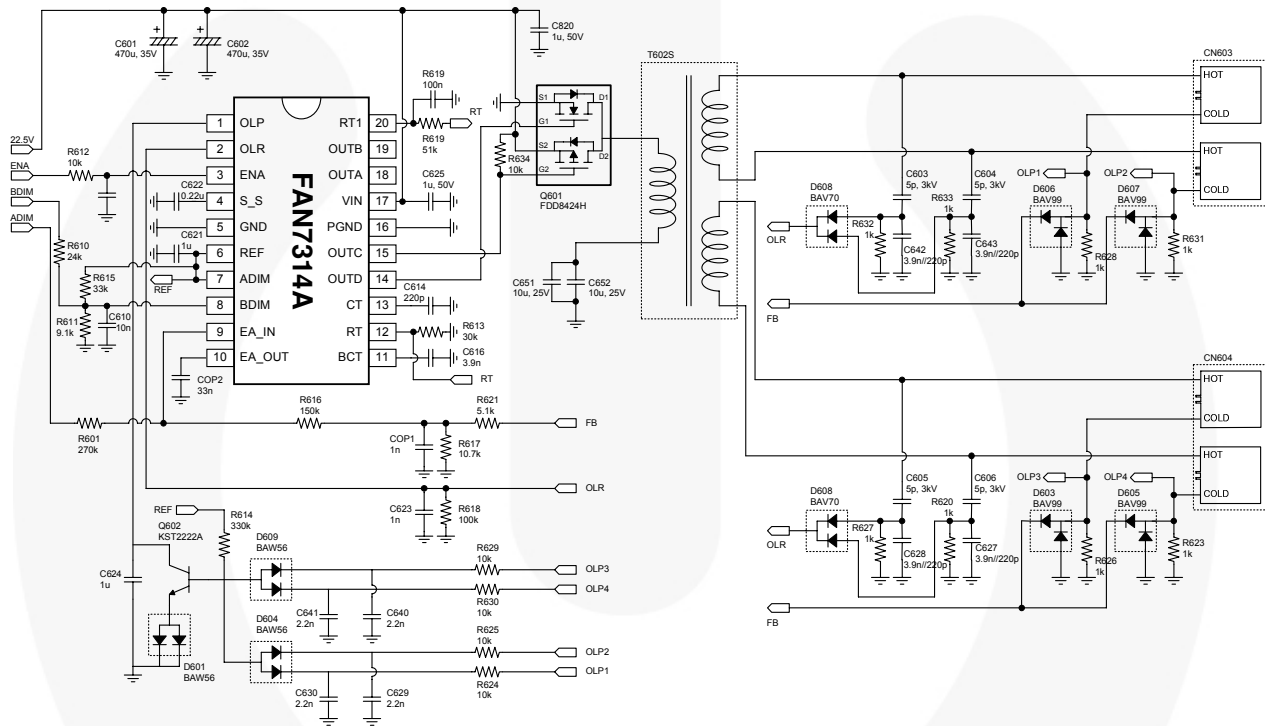 C601
470u, 35V
C602
470u, 35V
C820
1u, 50V
T602S
CN603
HOT
COLD
HOT
COLD
22.5V
ENA
BDIM
ADIM
R612
10k
C622
0.22u
C621
1u
R610
24k
R615
33k
REF
R611
9.1k
C610
10n
COP2
33n
FAN7314A
1 OLP
2 OLR
3 ENA
4 S_S
5 GND
6 REF
7 ADIM
8 BDIM
9 EA_IN
10 EA_OUT
RT1 20
OUTB 19
OUTA 18
VIN 17
PGND 16
OUTC 15
OUTD 14
CT 13
RT 12
BCT 11
R619
100n
RT
R619
51k
C625
1u, 50V
R634
10k
S1
D1
G1
S2
D2
G2
Q601
FDD8424H
C614
220p
R613
30k
C616
3.9n
RT
C651
10u, 25V
C652
10u, 25V
C603
5p, 3kV
C604
5p, 3kV
D608
BAV70
OLR
R632
1k
C642
3.9n//220p
R633
1k
C643
3.9n//220p
OLP1
D606
BAV99
OLP2
D607
BAV99
R628
1k
R631
1k
FB
CN604
HOT
COLD
HOT
COLD
C605
5p, 3kV
C606
5p, 3kV
D608
BAV70
OLR
R627
1k
C628
3.9n//220p
R620
1k
C627
3.9n//220p
OLP3
D603
BAV99
OLP4
D605
BAV99
R626
1k
R623
1k
FB
R601
270k
R616
150k
R621
5.1k
FB
COP1
1n
R617
10.7k
OLR
C623
1n
R618
100k
REF
R614
330k
Q602
KST2222A
C624
1u
D601
BAW56
D609
BAW56
R629
10k
OLP3
OLP4
R630
10k
C641
2.2n
C640
2.2n
D604
BAW56
R625
10k
OLP2
OLP1
R624
10k
C630
2.2n
C629
2.2n